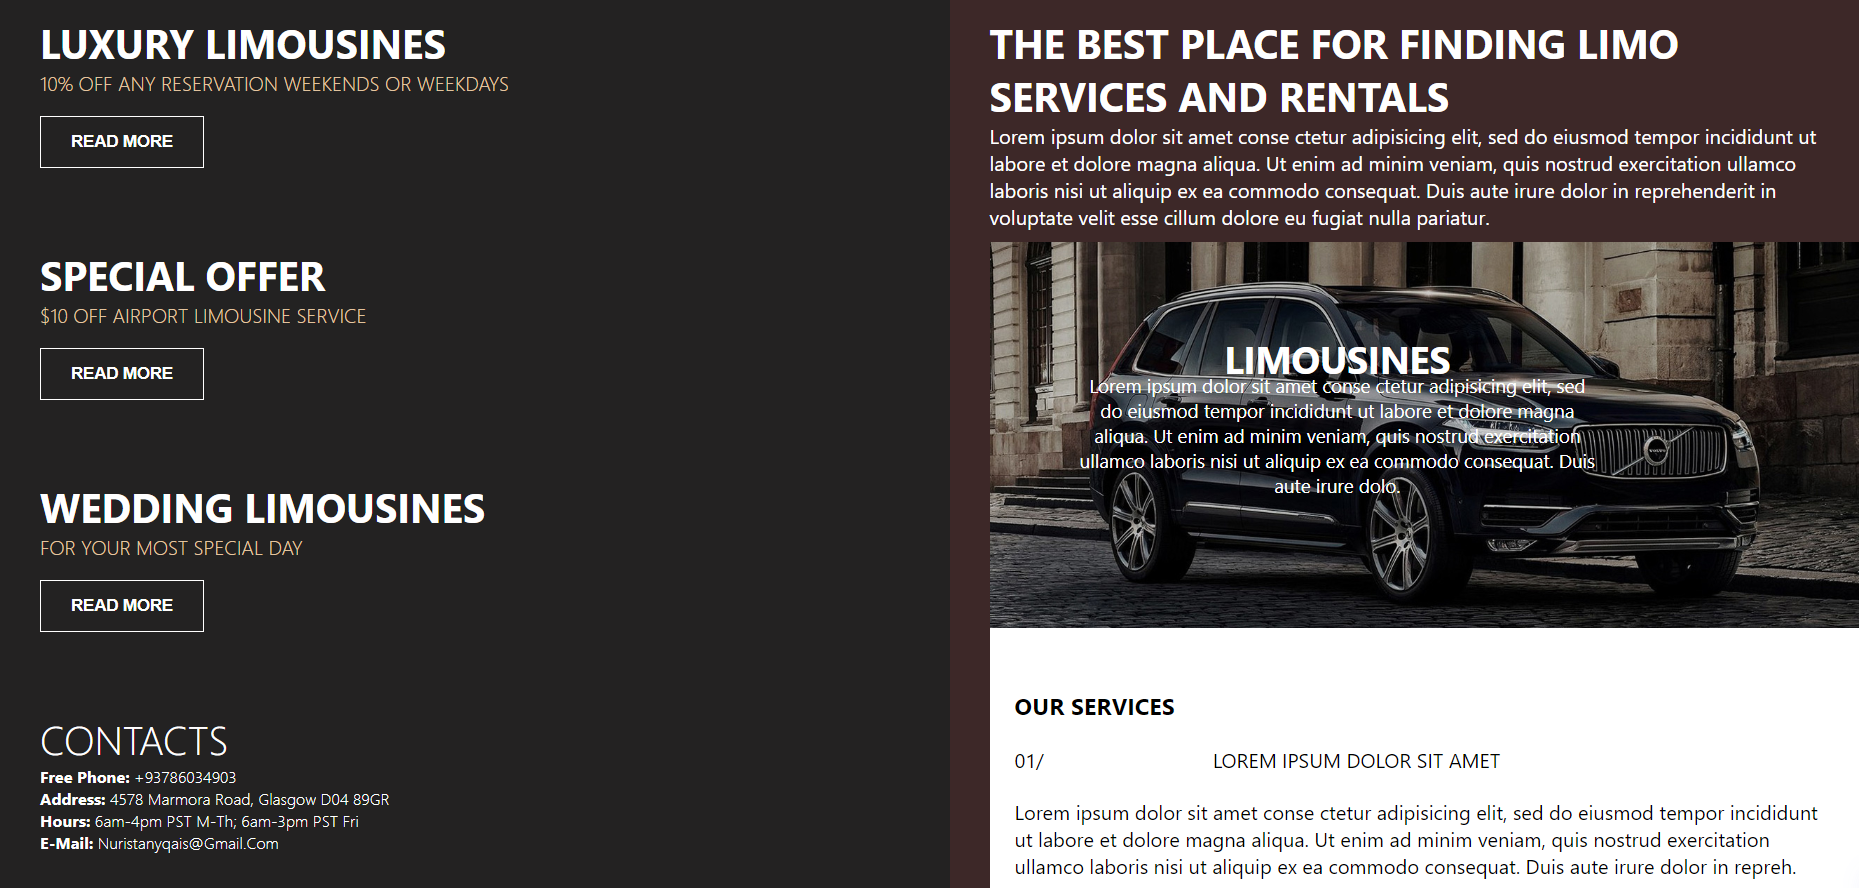 LUXURY LIMOUSINES
10% OFF ANY RESERVATION WEEKENDS OR WEEKDAYS
READ MORE
SPECIAL OFFER
$10 OFF AIRPORT LIMOUSINE SERVICE
READ MORE
WEDDING LIMOUSINES
FOR YOUR MOST SPECIAL DAY
READ MORE
CONTACTS
Free Phone: +93786034903
Address: 4578 Marmora Road, Glasgow D04 89GR
Hours: 6am-4pm PST M-Th; 6am-3pm PST Fri
E-Mail: Nuristanyqais@Gmail.Com
THE BEST PLACE FOR FINDING LIMO
SERVICES AND RENTALS
Lorem ipsum dolor sit amet conse ctetur adipisicing elit, sed do eiusmod tempor incididunt ut
labore et dolore magna aliqua. Ut enim ad minim veniam, quis nostrud exercitation ullamco
laboris nisi ut aliquip ex ea commodo consequat. Duis aute irure dolor in reprehenderit in
voluptate velit esse cillum dolore eu fugiat nulla pariatur.
LIMOUSINES
Lorem ipsum dolor sit amet conse ctetur adipisicing elit, sed
do eiusmod tempor incididunt ut labore et dolore magna
aliqua. Ut enim ad minim veniam, quis nostrud exercitation
ullamco laboris nisi ut aliquip ex ea commodo consequat. Duis
aute irure dolo.
VOLVO
OUR SERVICES
01/ LOREM IPSUM DOLOR SIT AMET
Lorem ipsum dolor sit amet conse ctetur adipisicing elit, sed do eiusmod tempor incididunt
ut labore et dolore magna aliqua. Ut enim ad minim veniam, quis nostrud exercitation
ullamco laboris nisi ut aliquip ex ea commodo consequat. Duis aute irure dolor in repreh.